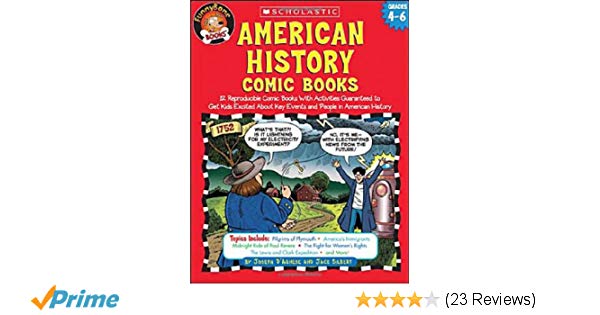 FunnyBone
BOOKS
SCHOLASTIC
GRADES
4–6
AMERICAN
HISTORY
COMIC BOOKS
12 Reproducible Comic Books With Activities Guaranteed to
Get Kids Excited About Key Events and People in American History
1752
WHAT'S THAT?!
IS IT LIGHTNING
FOR MY ELECTRICITY
EXPERIMENT?
NO, IT'S ME—
WITH ELECTRIFYING
NEWS FROM THE
FUTURE!
Topics Include: Pilgrims of Plymouth • America's Immigrants
Midnight Ride of Paul Revere • The Fight for Women's Rights
The Lewis and Clark Expedition • and More!
BY JOSEPH D'AGNESE AND JACK SILBERT
Prime
(23 Reviews)